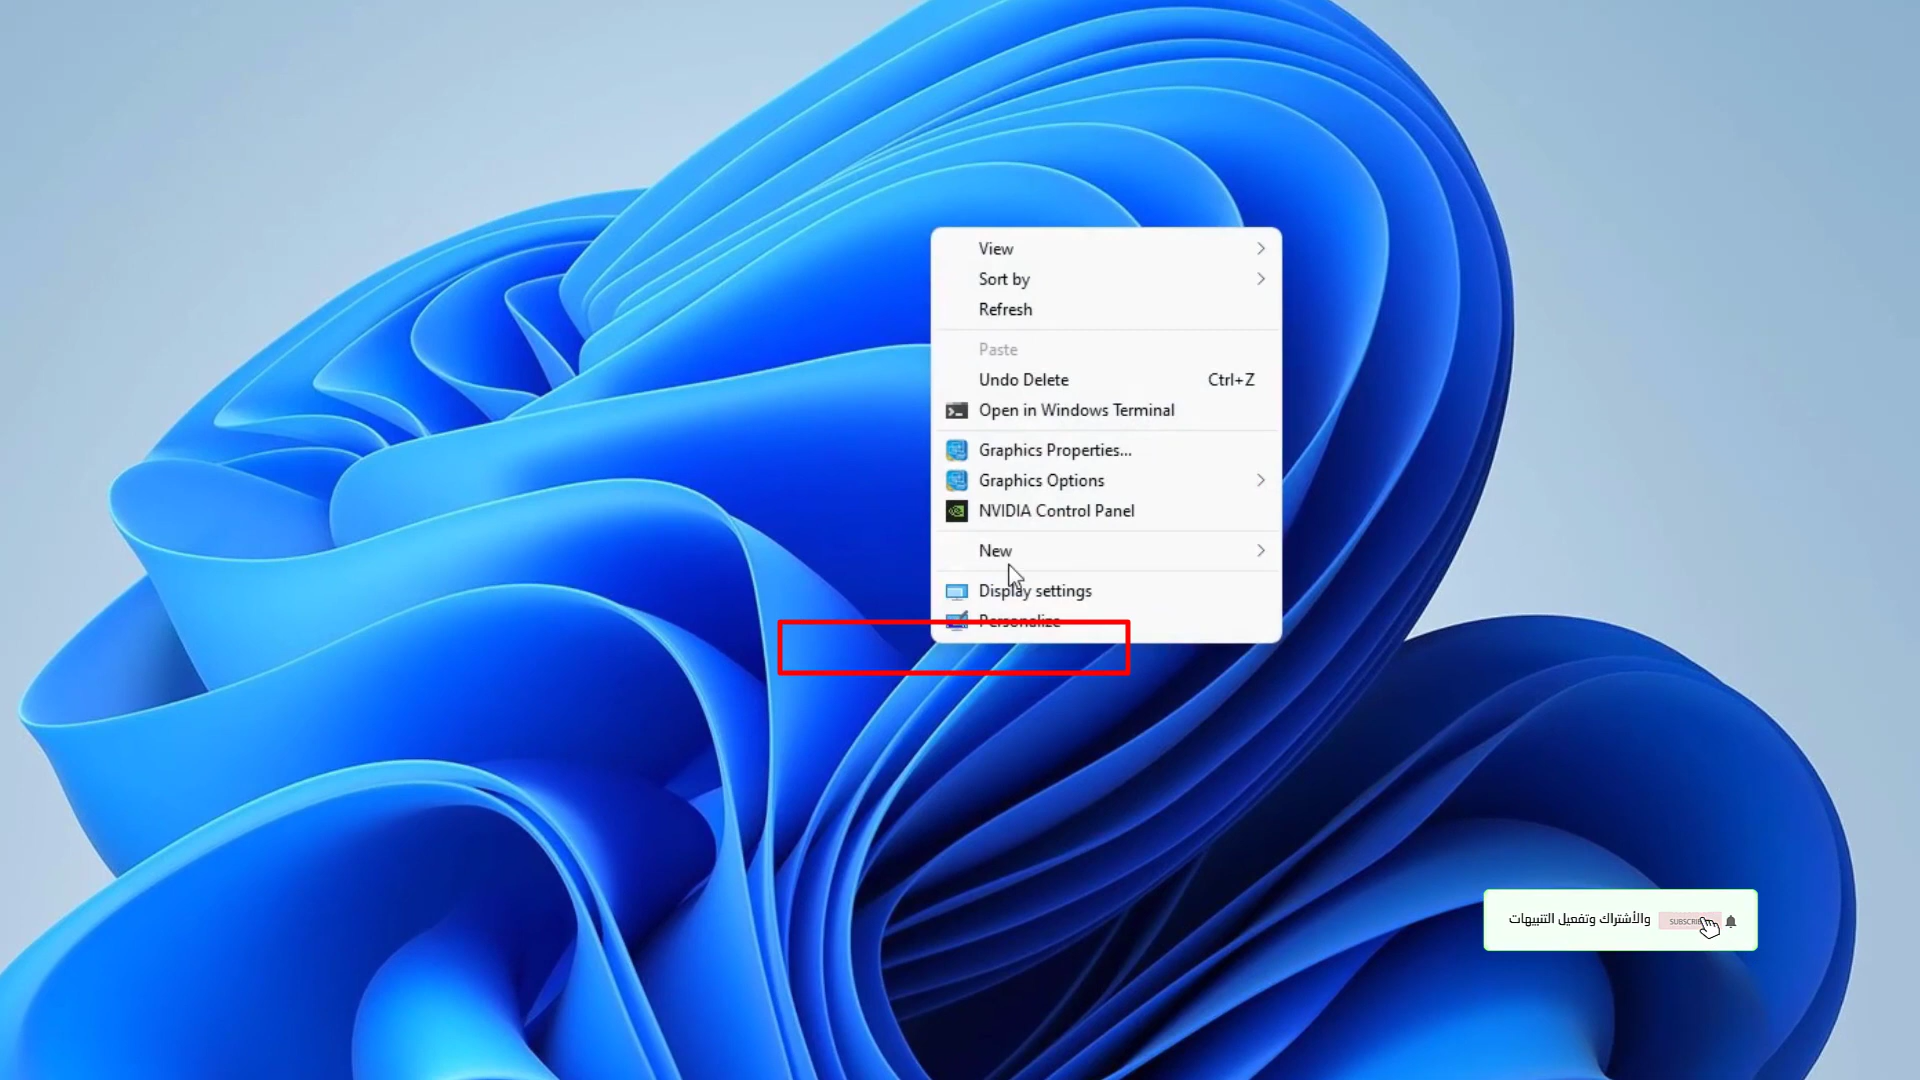 View
Sort by
Refresh
Paste
Undo Delete Ctrl+Z
Open in Windows Terminal
Graphics Properties...
Graphics Options
NVIDIA Control Panel
New
Display settings
Personalize
والأشتراك وتفعيل التنبيهات